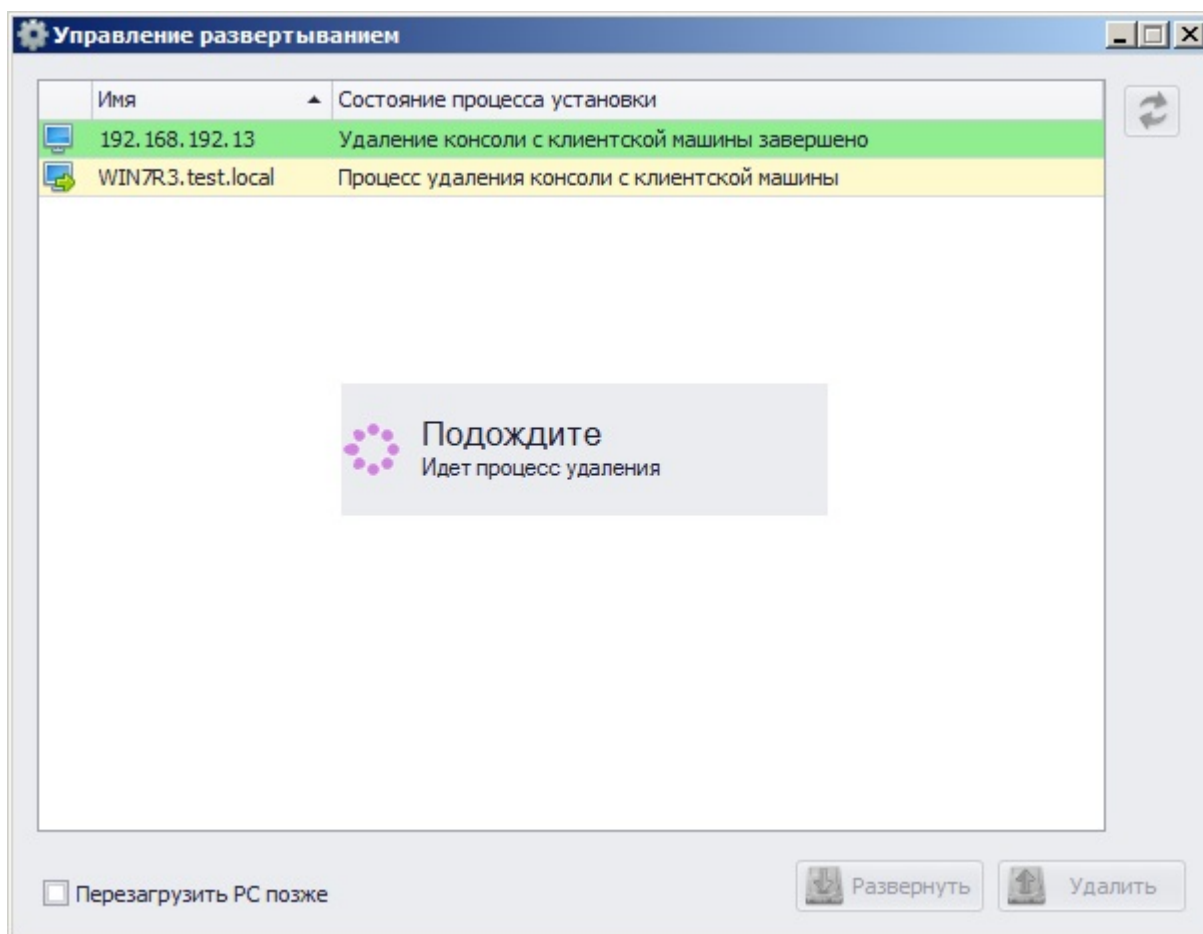 Управление развертыванием
Имя Состояние процесса установки
192.168.192.13 Удаление консоли с клиентской машины завершено
WIN7R3.test.local Процесс удаления консоли с клиентской машины
Подождите
Идет процесс удаления
Перезагрузить PC позже Развернуть Удалить